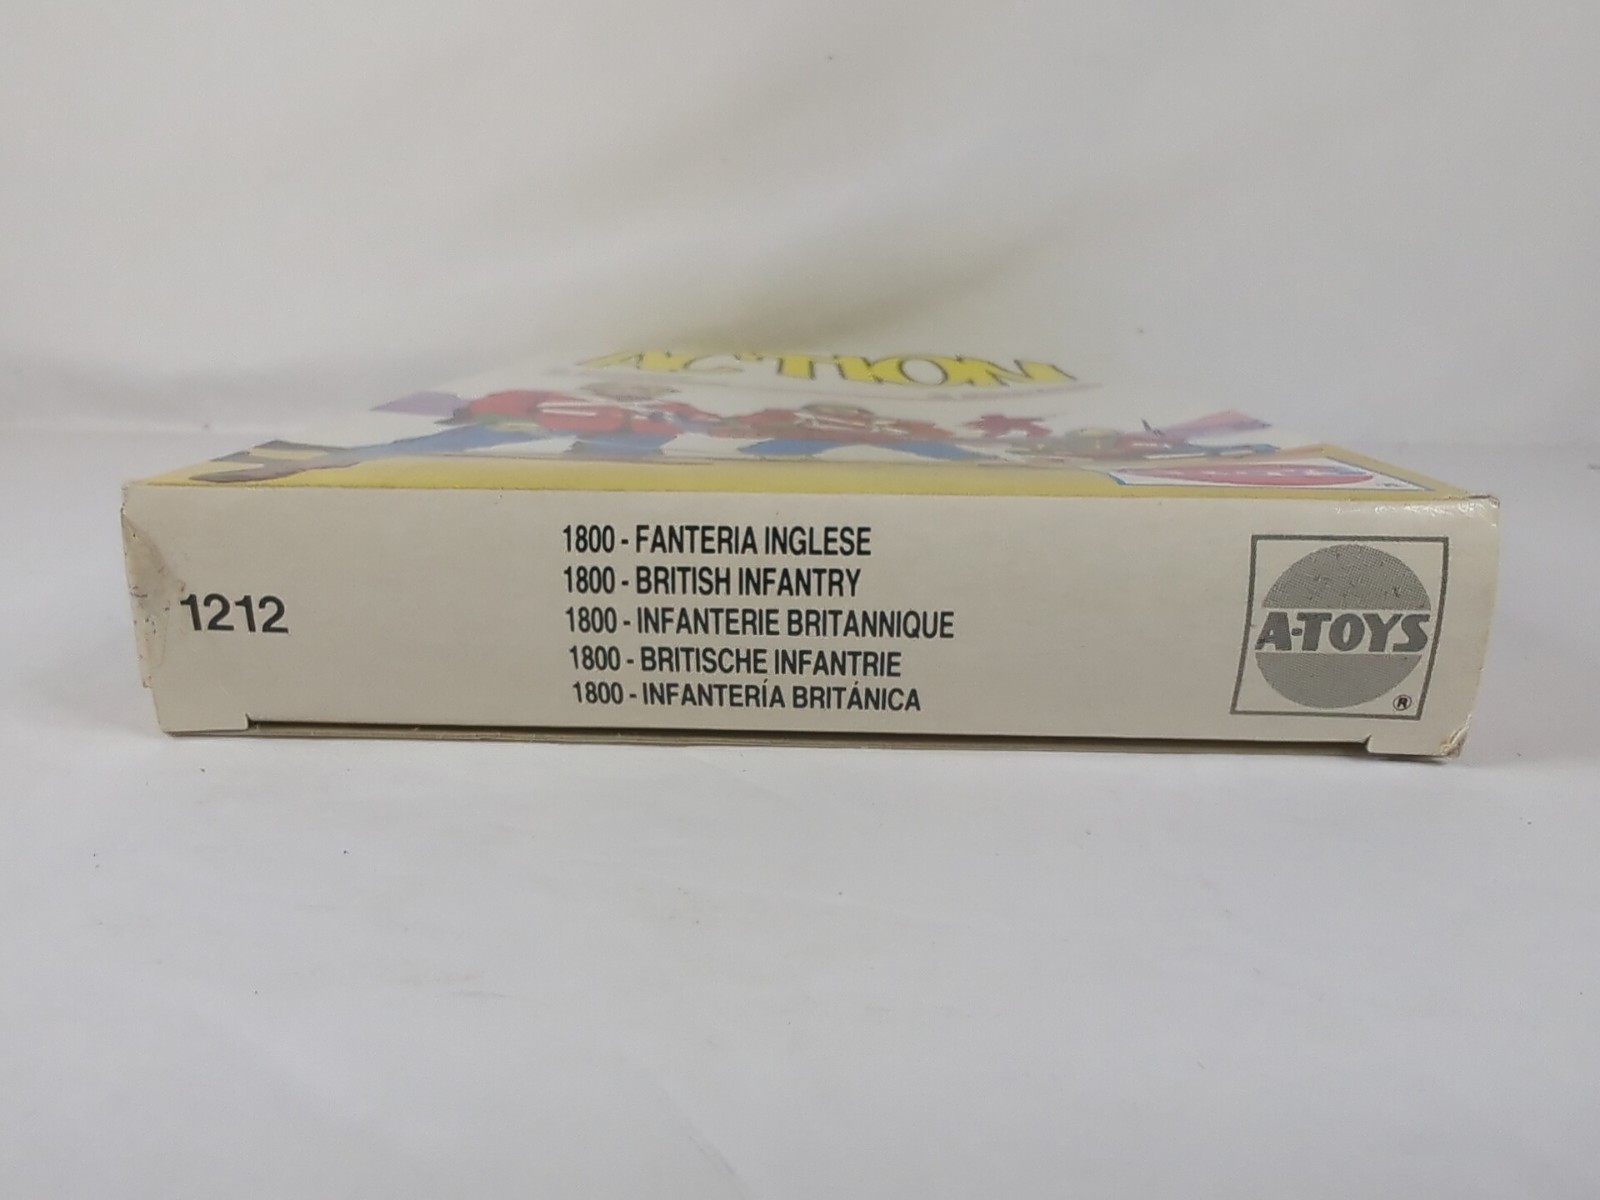 ACTION
1212
1800 - FANTERIA INGLESE
1800 - BRITISH INFANTRY
1800 - INFANTERIE BRITANNIQUE
1800 - BRITISCHE INFANTRIE
1800 - INFANTERÍA BRITÁNICA
A-TOYS
®